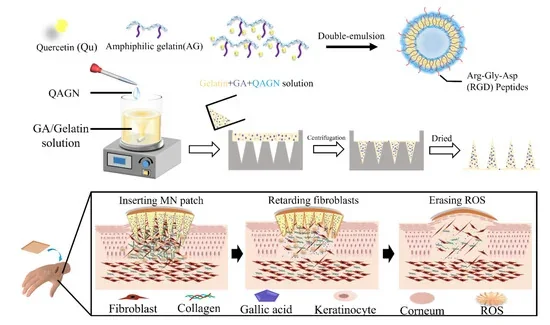 Quercetin (Qu)
Amphiphilic gelatin(AG)
Double-emulsion
Arg-Gly-Asp
(RGD) Peptides
QAGN
GA/Gelatin
solution
Gelatin+GA+QAGN solution
Centrifugation
Dried
Inserting MN patch
Retarding fibroblasts
Erasing ROS
Fibroblast
Collagen
Gallic acid
Keratinocyte
Corneum
ROS